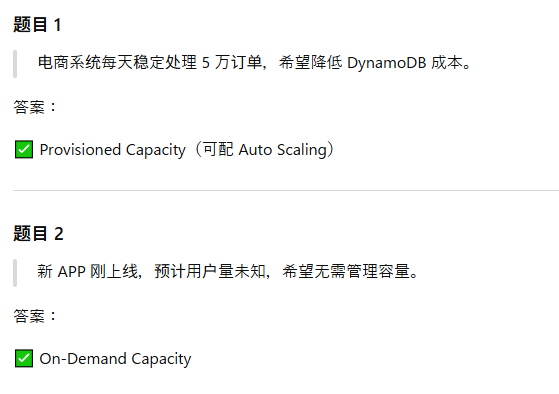 题目 1
电商系统每天稳定处理 5 万订单，希望降低 DynamoDB 成本。
答案：
✅ Provisioned Capacity（可配 Auto Scaling）
题目 2
新 APP 刚上线，预计用户量未知，希望无需管理容量。
答案：
✅ On-Demand Capacity